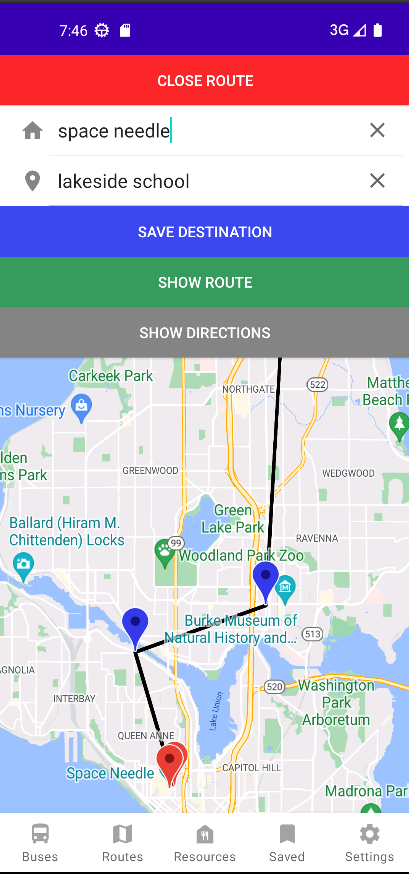 7:46
3G
CLOSE ROUTE
space needle
lakeside school
SAVE DESTINATION
SHOW ROUTE
SHOW DIRECTIONS
Carkeek Park
NORTHGATE
522
Matthe
Beach
ns Nursery
lden
ns Park
GREENWOOD
WEDGWOOD
Green
Lake Park
Ballard (Hiram M.
Chittenden) Locks
99
RAVENNA
Woodland Park Zoo
Burke Museum of
Natural History and...
513
AGNOLIA
INTERBAY
520
Washington
Park
Arboretum
Lake Union
QUEEN ANNE
Space Needle
CAPITOL HILL
Madrona Par
Buses
Routes
Resources
Saved
Settings